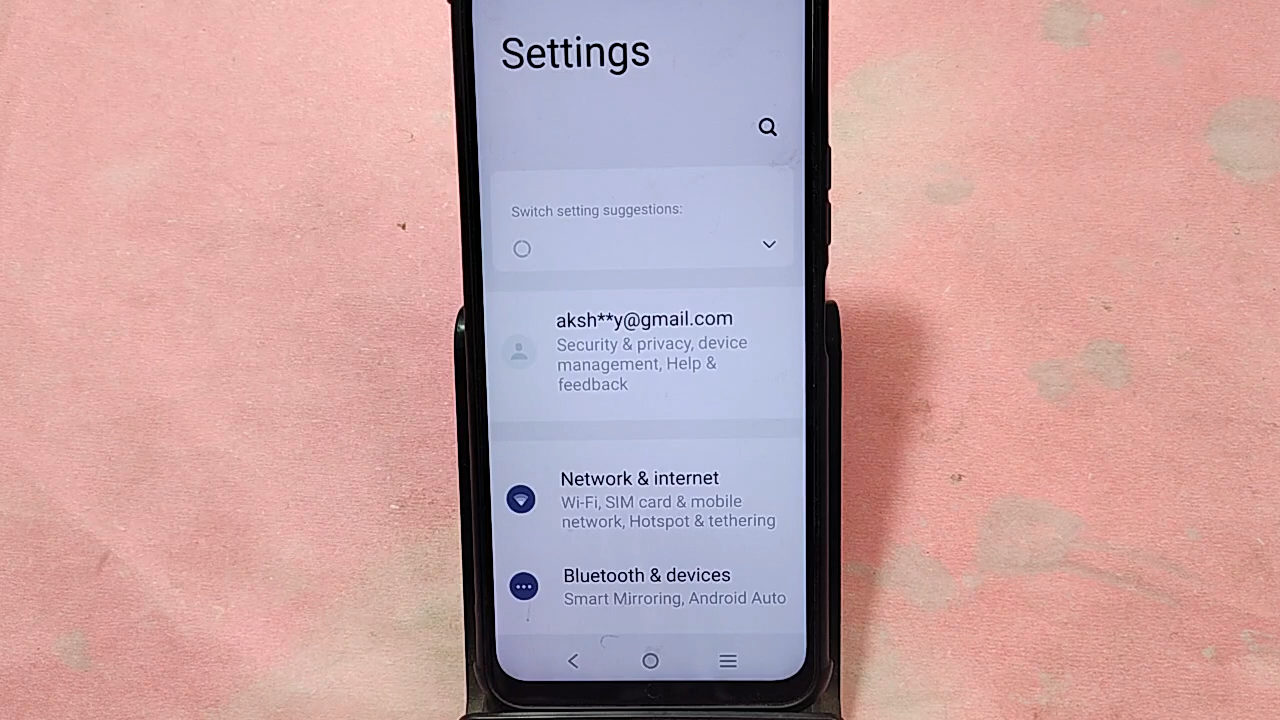 Settings
Switch setting suggestions:
aksh**y@gmail.com
Security & privacy, device
management, Help &
feedback
Network & internet
Wi-Fi, SIM card & mobile
network, Hotspot & tethering
Bluetooth & devices
Smart Mirroring, Android Auto